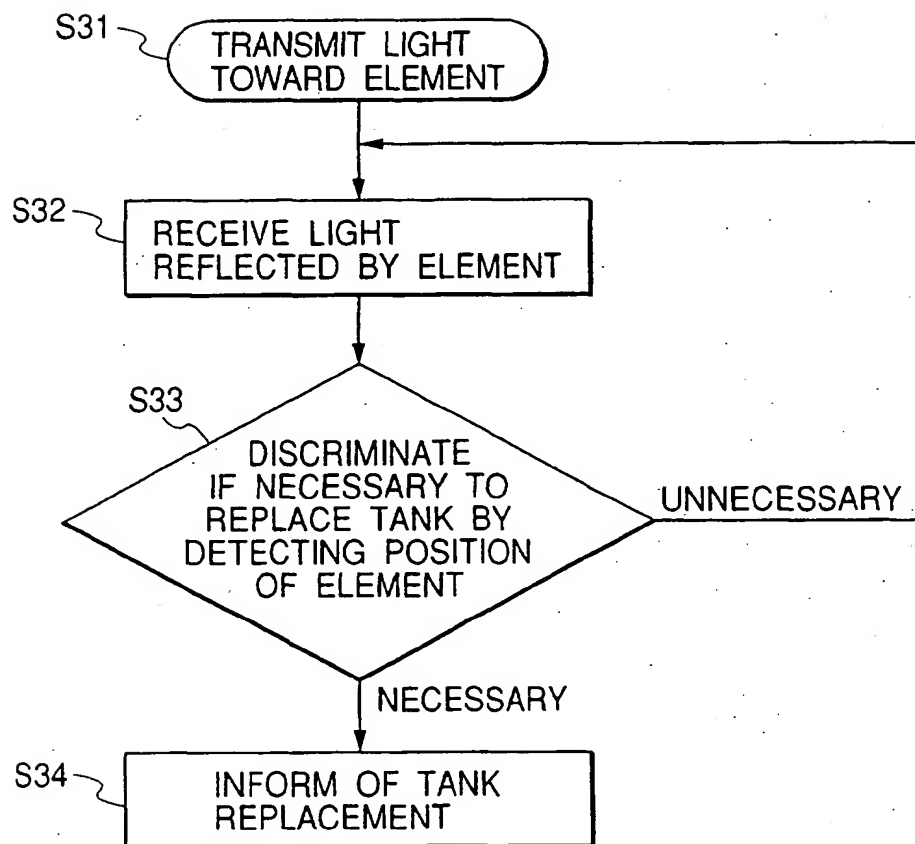 S31
TRANSMIT LIGHT
TOWARD ELEMENT
S32
RECEIVE LIGHT
REFLECTED BY ELEMENT
S33
DISCRIMINATE
IF NECESSARY TO
REPLACE TANK BY
DETECTING POSITION
OF ELEMENT
UNNECESSARY
NECESSARY
S34
INFORM OF TANK
REPLACEMENT